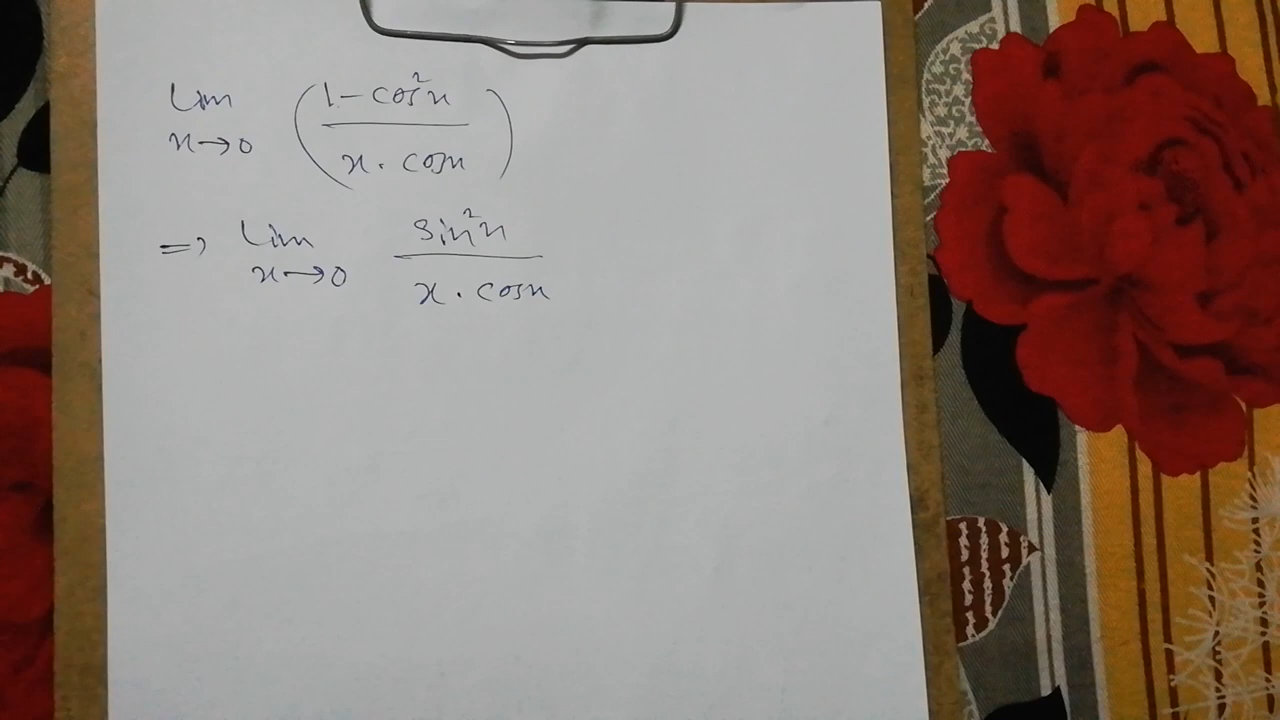 lim (1 - cos²x)
x→0 x . cosx
=> lim sin²x
x→0 x . cosx